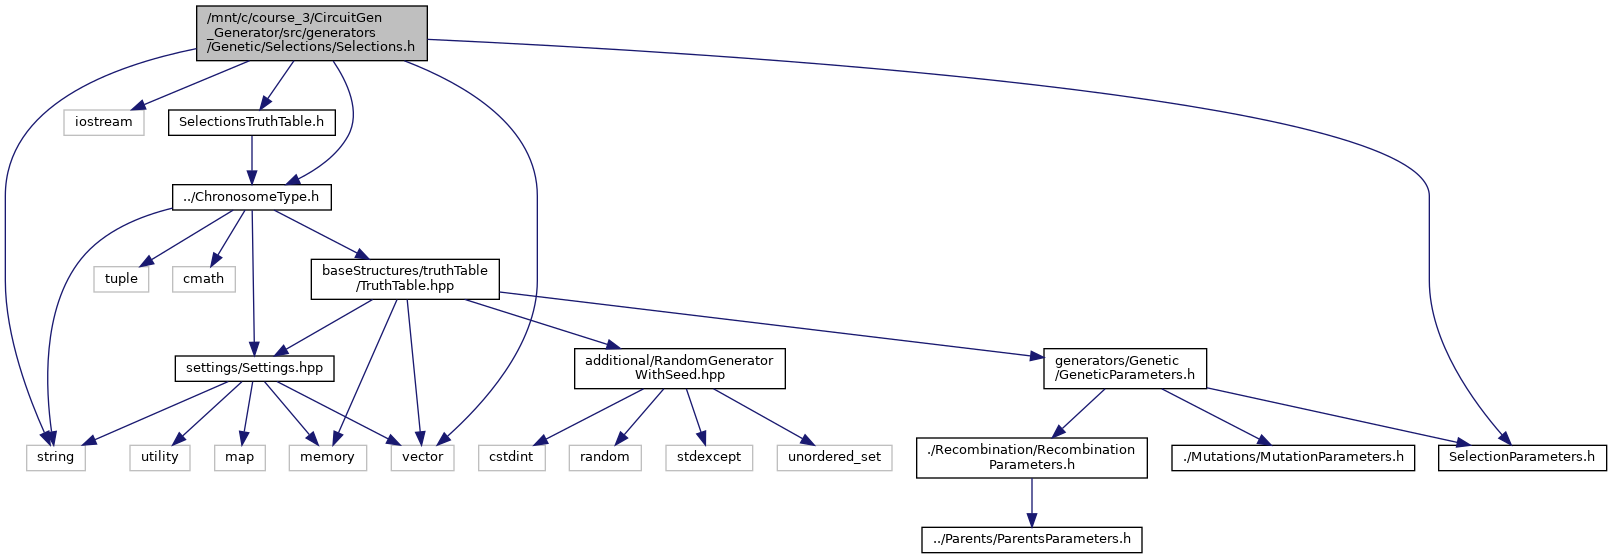 /mnt/c/course_3/CircuitGen
_Generator/src/generators
/Genetic/Selections/Selections.h
iostream
SelectionsTruthTable.h
../ChronosomeType.h
tuple
cmath
baseStructures/truthTable
/TruthTable.hpp
settings/Settings.hpp
additional/RandomGenerator
WithSeed.hpp
generators/Genetic
/GeneticParameters.h
string
utility
map
memory
vector
cstdint
random
stdexcept
unordered_set
./Recombination/Recombination
Parameters.h
./Mutations/MutationParameters.h
SelectionParameters.h
../Parents/ParentsParameters.h